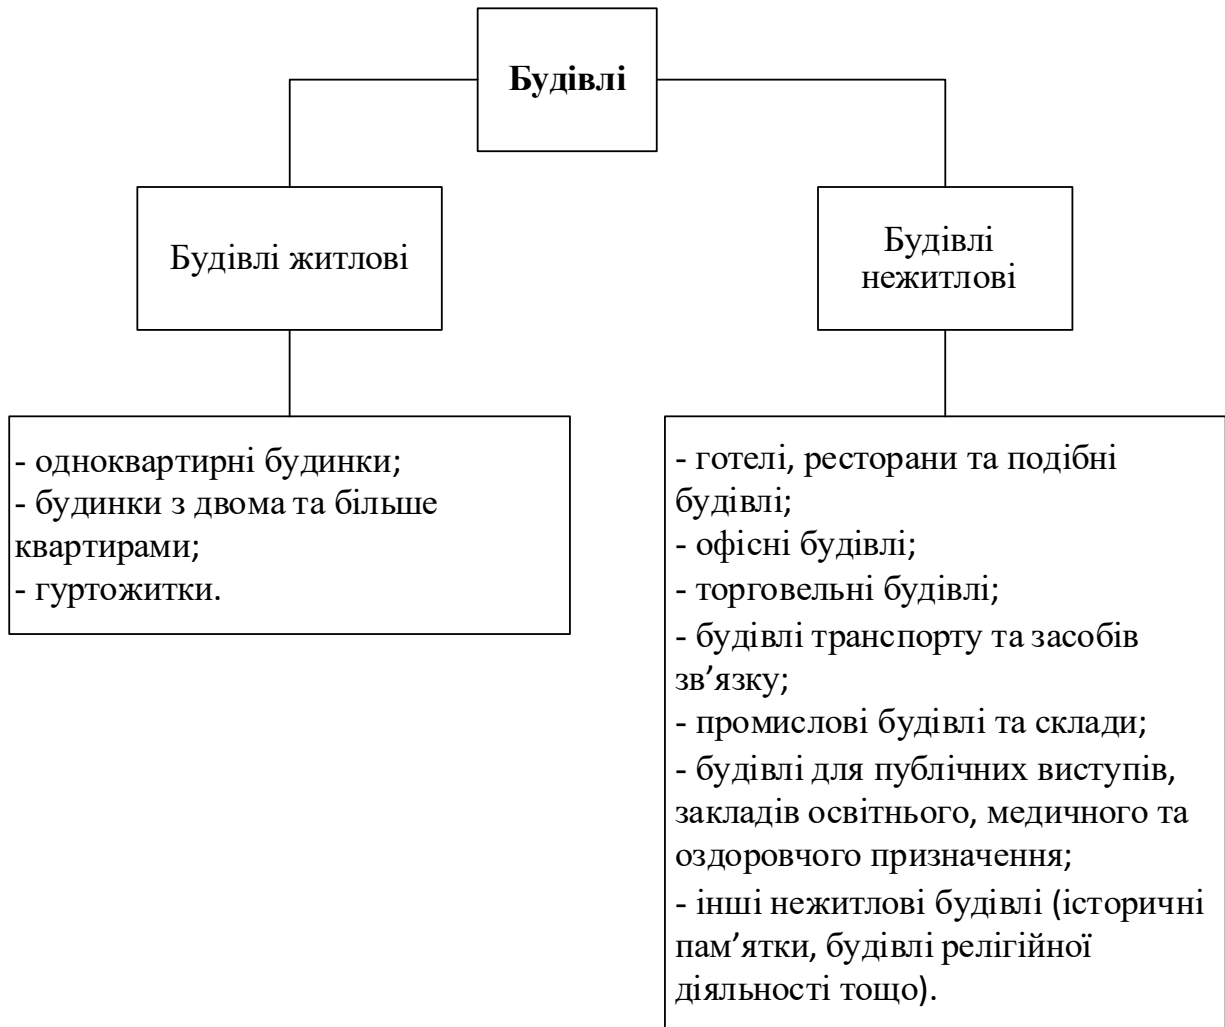 Будівлі
Будівлі житлові
Будівлі
нежитлові
- одноквартирні будинки;
- будинки з двома та більше
квартирами;
- гуртожитки.
- готелі, ресторани та подібні
будівлі;
- офісні будівлі;
- торговельні будівлі;
- будівлі транспорту та засобів
зв’язку;
- промислові будівлі та склади;
- будівлі для публічних виступів,
закладів освітнього, медичного та
оздоровчого призначення;
- інші нежитлові будівлі (історичні
пам’ятки, будівлі релігійної
діяльності тощо).